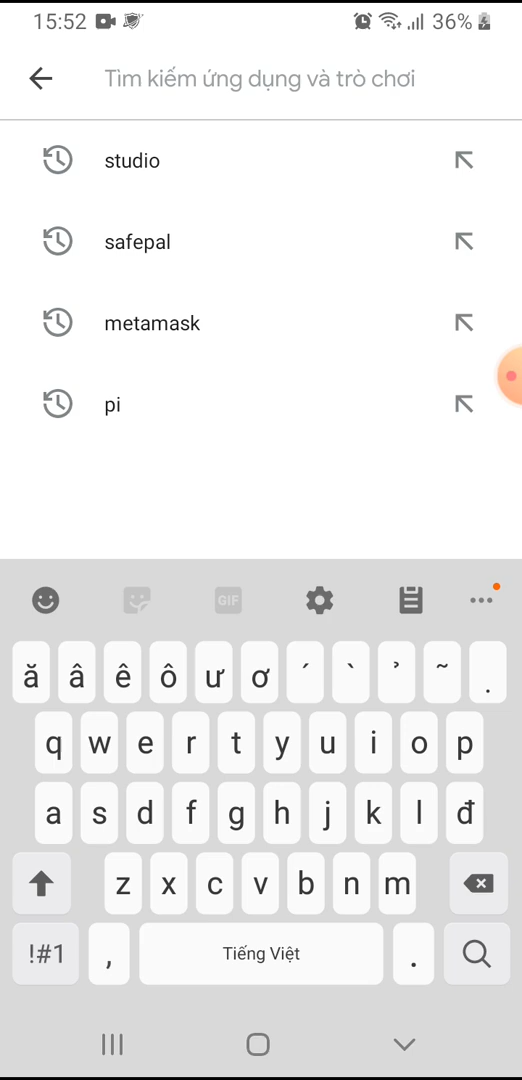 15:52 36%
Tìm kiếm ứng dụng và trò chơi
studio
safepal
metamask
pi
GIF
ă â ê ô ư ơ ˊ ˋ ̉ ~ .
q w e r t y u i o p
a s d f g h j k l đ
z x c v b n m
!#1 , Tiếng Việt .